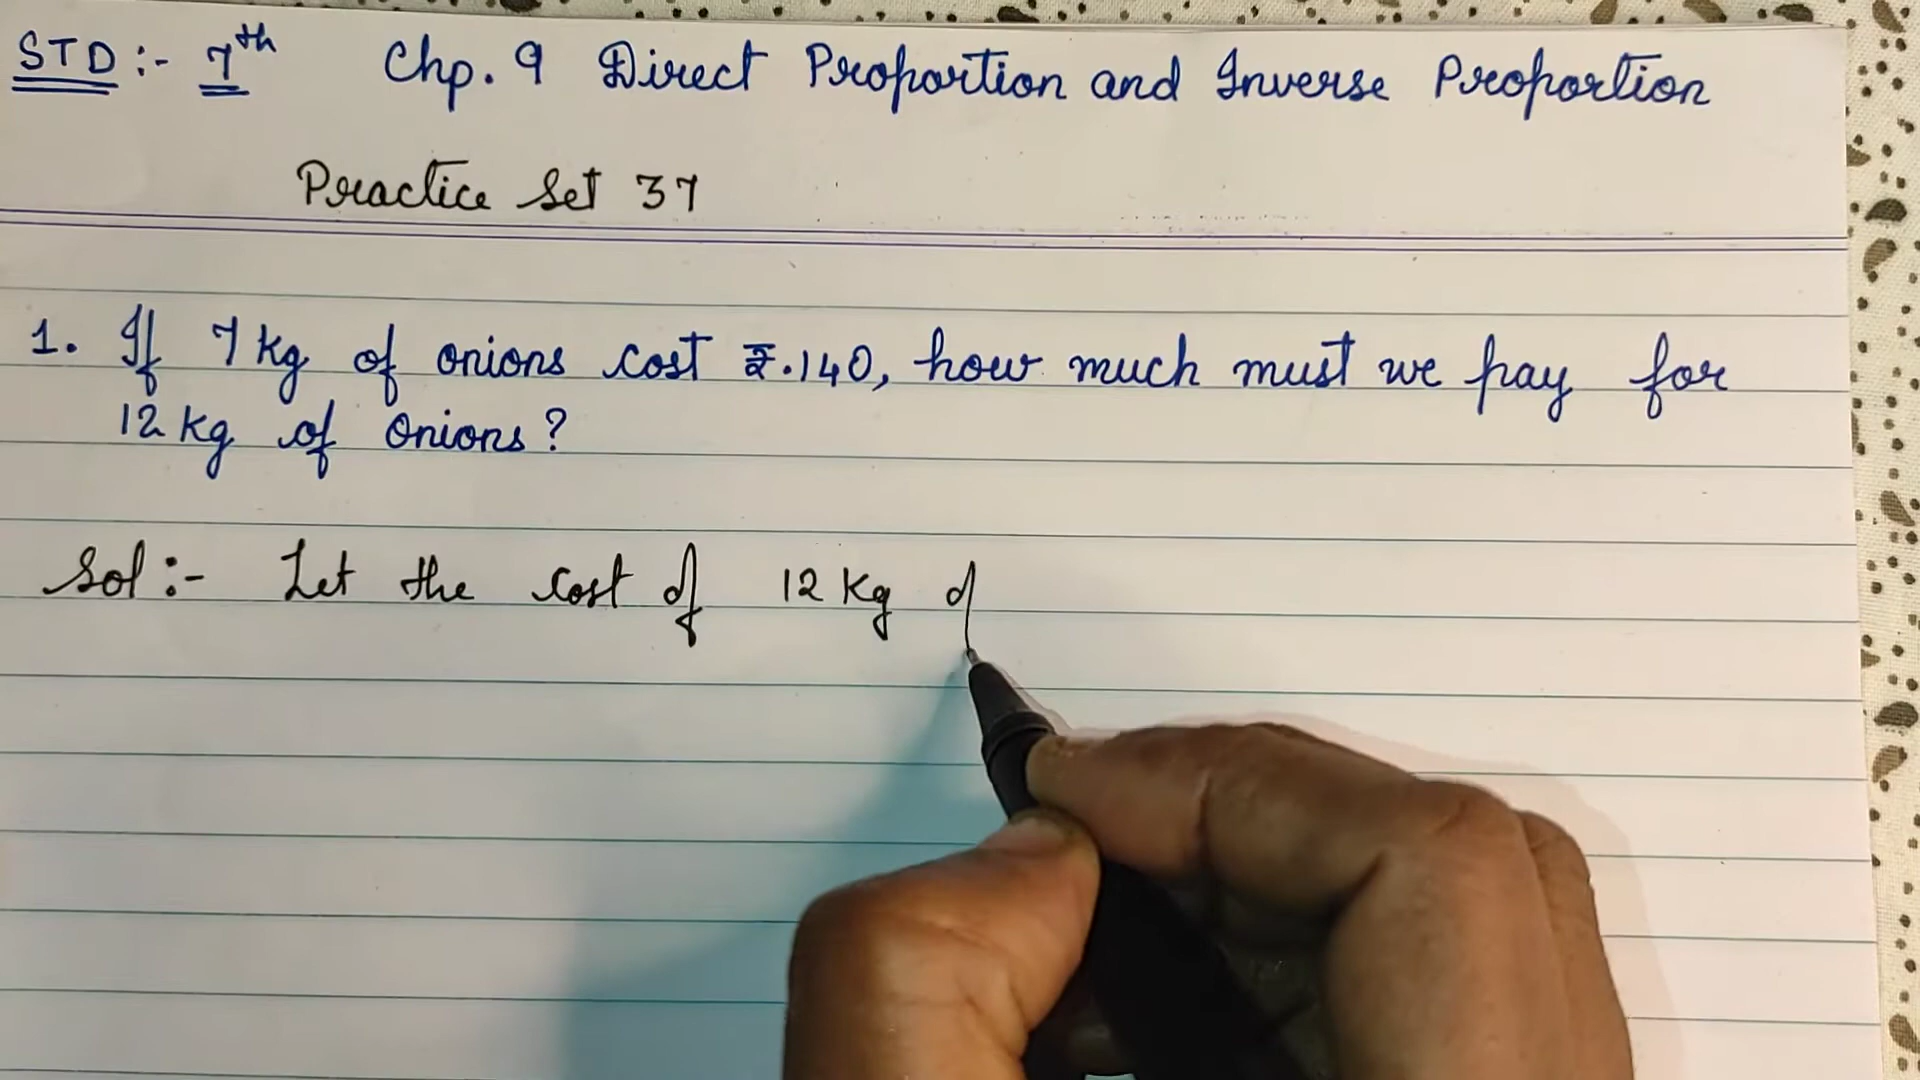 STD:- 7th Chp. 9 Direct Proportion and Inverse Proportion
Practice Set 37
1. If 7 kg of onions cost ₹.140, how much must we pay for
12 kg of onions?
Sol:- Let the cost of 12 kg of